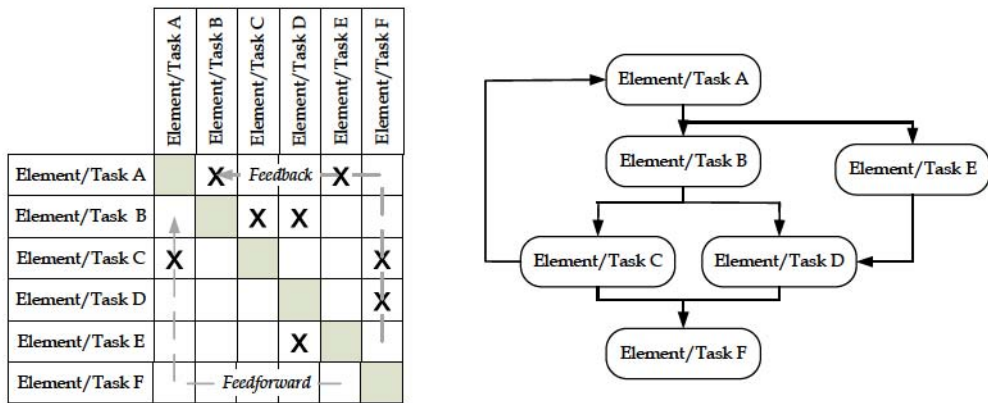 Element/Task A
Element/Task B
Element/Task C
Element/Task D
Element/Task E
Element/Task F
Element/Task A
X
Feedback
X
Element/Task B
X
X
Element/Task C
X
X
Element/Task D
X
Element/Task E
X
Element/Task F
Feedforward
Element/Task A
Element/Task B
Element/Task E
Element/Task C
Element/Task D
Element/Task F